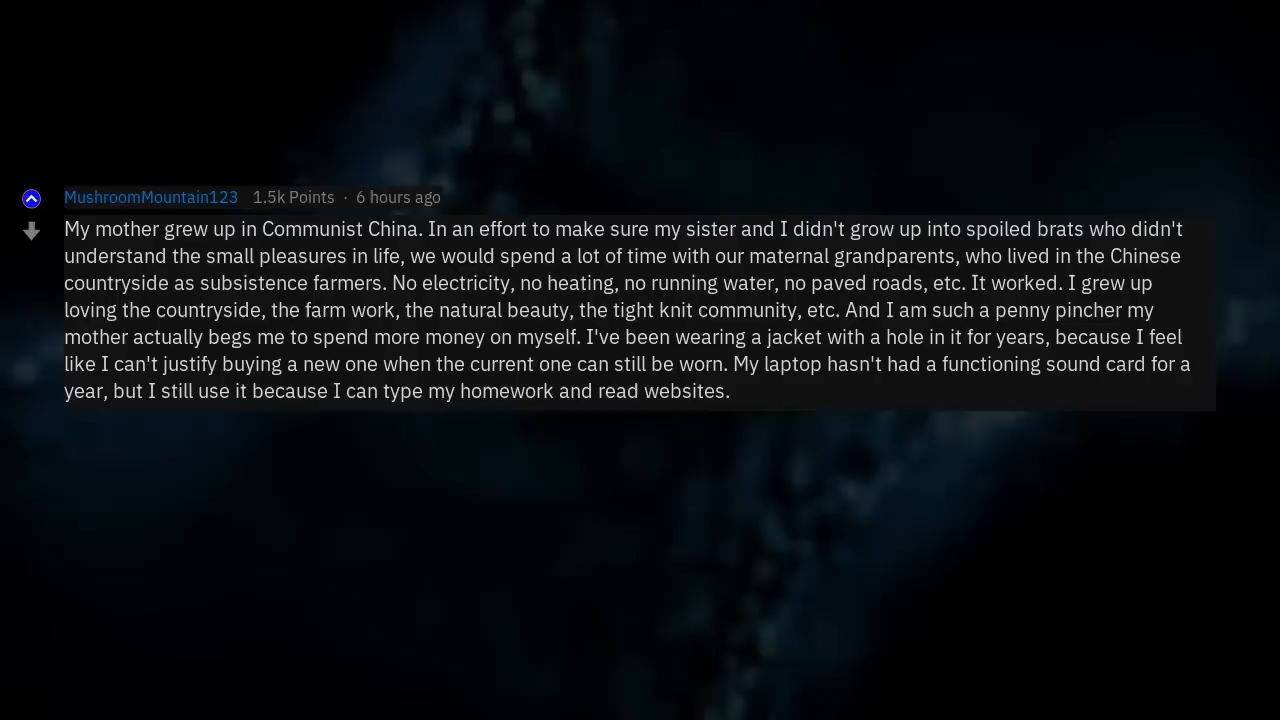 MushroomMountain123 1.5k Points · 6 hours ago
My mother grew up in Communist China. In an effort to make sure my sister and I didn't grow up into spoiled brats who didn't
understand the small pleasures in life, we would spend a lot of time with our maternal grandparents, who lived in the Chinese
countryside as subsistence farmers. No electricity, no heating, no running water, no paved roads, etc. It worked. I grew up
loving the countryside, the farm work, the natural beauty, the tight knit community, etc. And I am such a penny pincher my
mother actually begs me to spend more money on myself. I've been wearing a jacket with a hole in it for years, because I feel
like I can't justify buying a new one when the current one can still be worn. My laptop hasn't had a functioning sound card for a
year, but I still use it because I can type my homework and read websites.